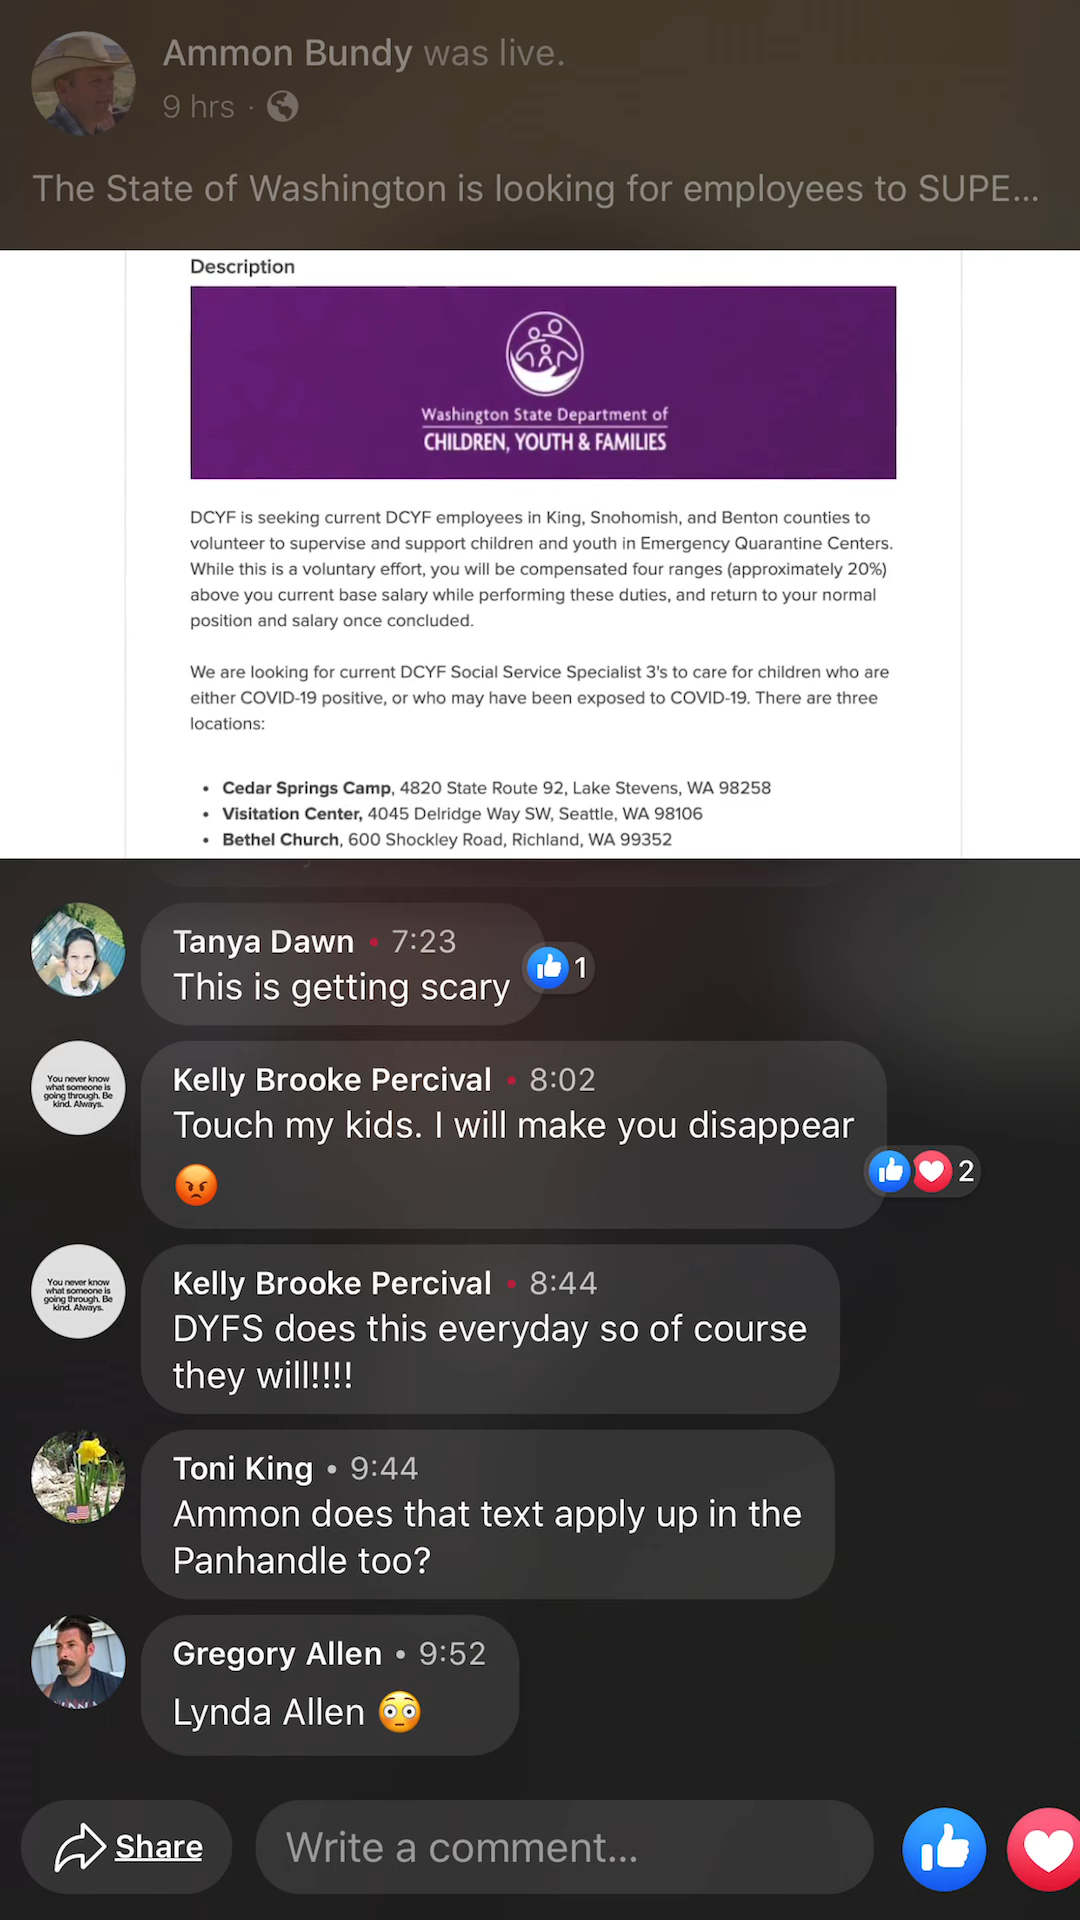 Ammon Bundy was live.
9 hrs ·
The State of Washington is looking for employees to SUPE...
Description
Washington State Department of
CHILDREN, YOUTH & FAMILIES
DCYF is seeking current DCYF employees in King, Snohomish, and Benton counties to
volunteer to supervise and support children and youth in Emergency Quarantine Centers.
While this is a voluntary effort, you will be compensated four ranges (approximately 20%)
above you current base salary while performing these duties, and return to your normal
position and salary once concluded.
We are looking for current DCYF Social Service Specialist 3's to care for children who are
either COVID-19 positive, or who may have been exposed to COVID-19. There are three
locations:
• Cedar Springs Camp, 4820 State Route 92, Lake Stevens, WA 98258
• Visitation Center, 4045 Delridge Way SW, Seattle, WA 98106
• Bethel Church, 600 Shockley Road, Richland, WA 99352
Tanya Dawn • 7:23
This is getting scary
1
You never know
what someone is
going through. Be
kind. Always.
Kelly Brooke Percival • 8:02
Touch my kids. I will make you disappear
😡
2
You never know
what someone is
going through. Be
kind. Always.
Kelly Brooke Percival • 8:44
DYFS does this everyday so of course
they will!!!!
Toni King • 9:44
Ammon does that text apply up in the
Panhandle too?
Gregory Allen • 9:52
Lynda Allen 😳
Share
Write a comment...